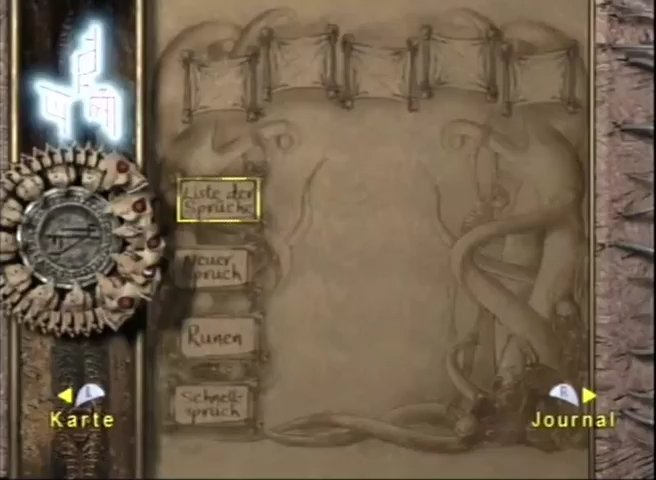 Liste der
Sprüche
Neuer
Spruch
Runen
Schnell-
spruch
L
Karte
R
Journal